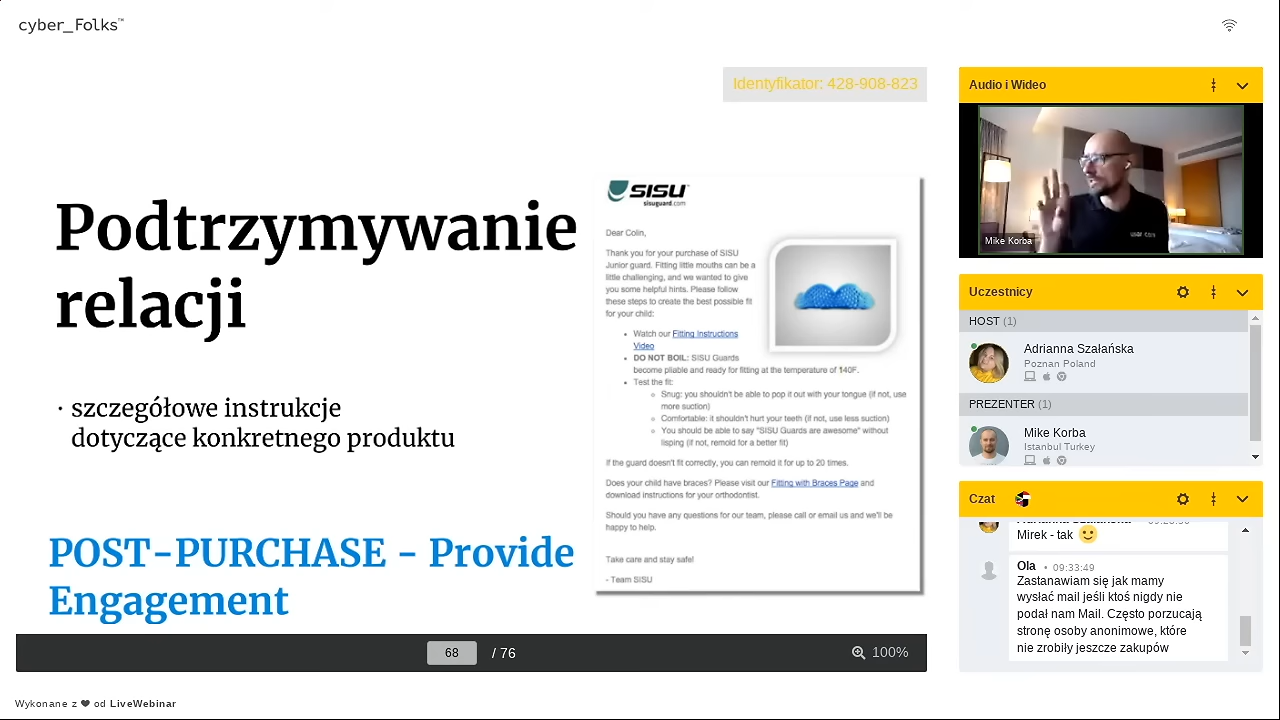 cyber_Folks™
Identyfikator: 428-908-823
Podtrzymywanie
relacji
· szczegółowe instrukcje
dotyczące konkretnego produktu
POST-PURCHASE - Provide
Engagement
SISU
sisuguard.com
Dear Colin,
Thank you for your purchase of SISU
Junior guard. Fitting little mouths can be a
little challenging, and we wanted to give
you some helpful hints. Please follow
these steps to create the best possible fit
for your child:
• Watch our Fitting Instructions
Video
• DO NOT BOIL: SISU Guards
become pliable and ready for fitting at the temperature of 140F.
• Test the fit:
○ Snug: you shouldn't be able to pop it out with your tongue (if not, use
more suction)
○ Comfortable: it shouldn't hurt your teeth (if not, use less suction)
○ You should be able to say "SISU Guards are awesome" without
lisping (if not, remold for a better fit)
If the guard doesn't fit correctly, you can remold it for up to 20 times.
Does your child have braces? Please visit our Fitting with Braces Page and
download instructions for your orthodontist.
Should you have any questions for our team, please call or email us and we'll be
happy to help.
Take care and stay safe!
- Team SISU
68 / 76
100%
Wykonane z ❤ od LiveWebinar
Audio i Wideo
Mike Korba
Uczestnicy
HOST (1)
Adrianna Szalańska
Poznan Poland
PREZENTER (1)
Mike Korba
Istanbul Turkey
Czat
Mirek - tak 🙂
Ola • 09:33:49
Zastanawiam się jak mamy
wysłać mail jeśli ktoś nigdy nie
podał nam Mail. Często porzucają
stronę osoby anonimowe, które
nie zrobiły jeszcze zakupów